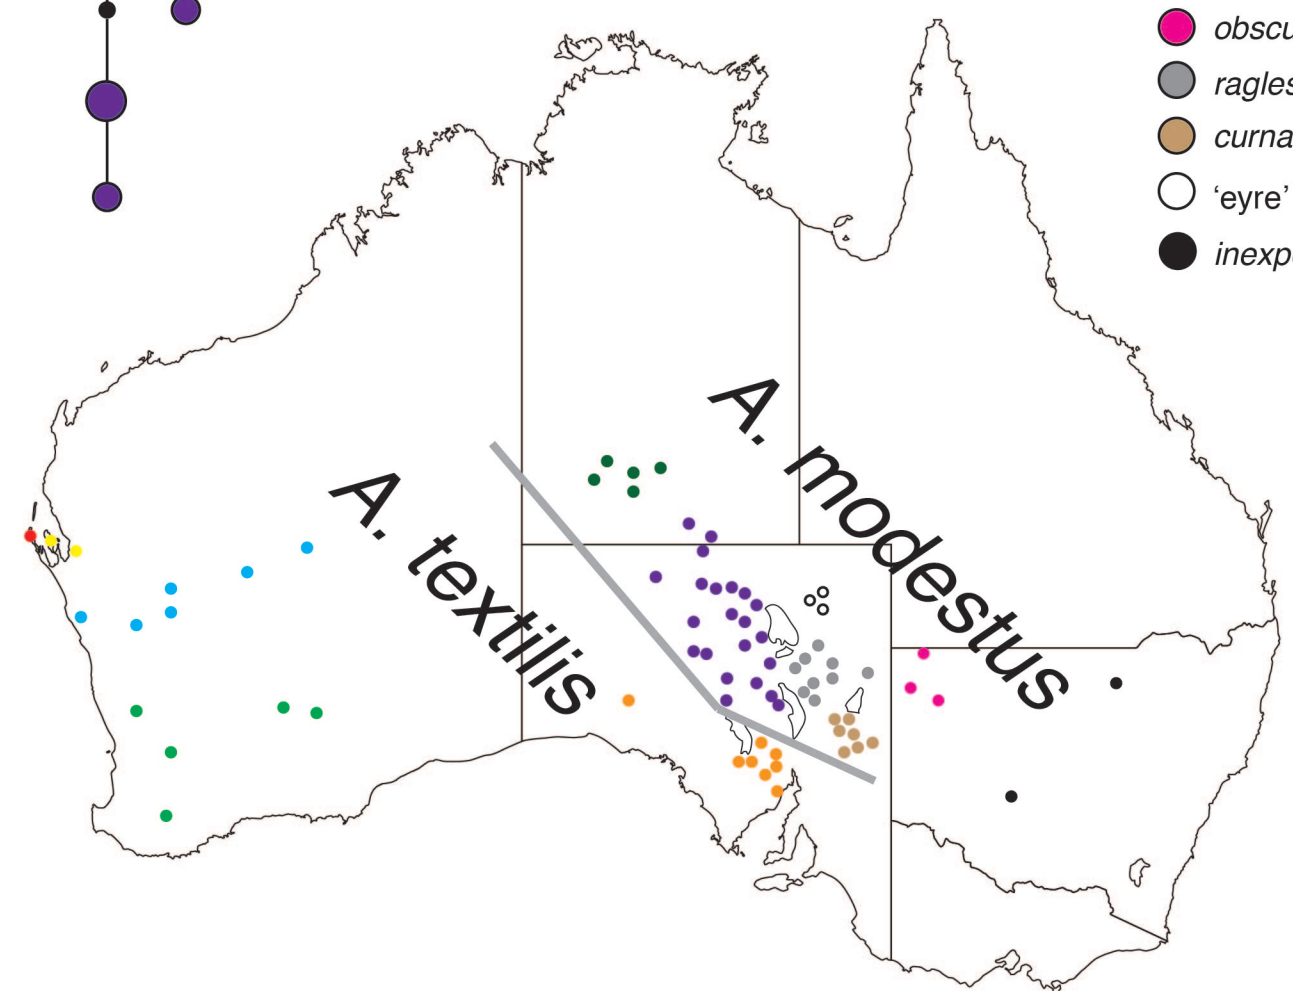 obscu
ragles
curna
‘eyre’
inexp
A. modestus
A. textilis